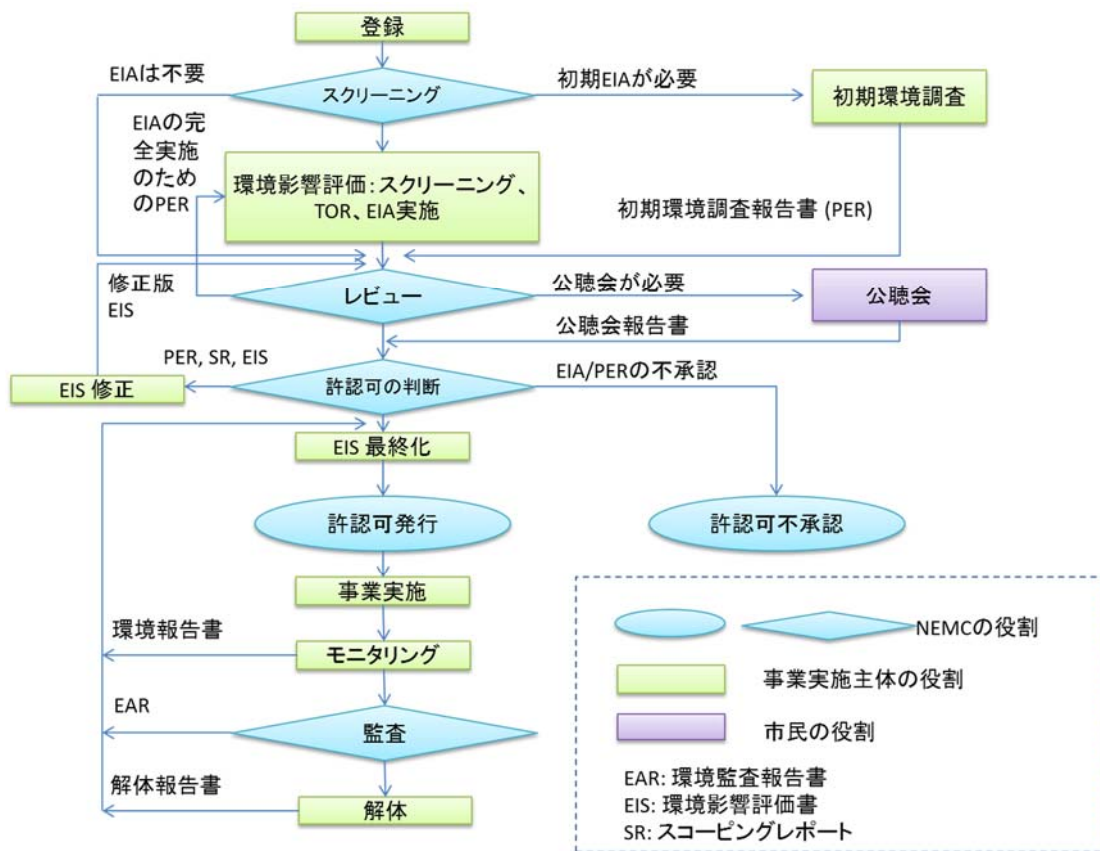 登録
EIAは不要
スクリーニング
初期EIAが必要
初期環境調査
EIAの完
全実施
のため
のPER
環境影響評価：スクリーニング、
TOR、EIA実施
初期環境調査報告書 (PER)
修正版
EIS
レビュー
公聴会が必要
公聴会
公聴会報告書
PER, SR, EIS
EIS 修正
許認可の判断
EIA/PERの不承認
EIS 最終化
許認可発行
許認可不承認
事業実施
環境報告書
モニタリング
EAR
監査
解体報告書
解体
NEMCの役割
事業実施主体の役割
市民の役割
EAR: 環境監査報告書
EIS: 環境影響評価書
SR: スコーピングレポート